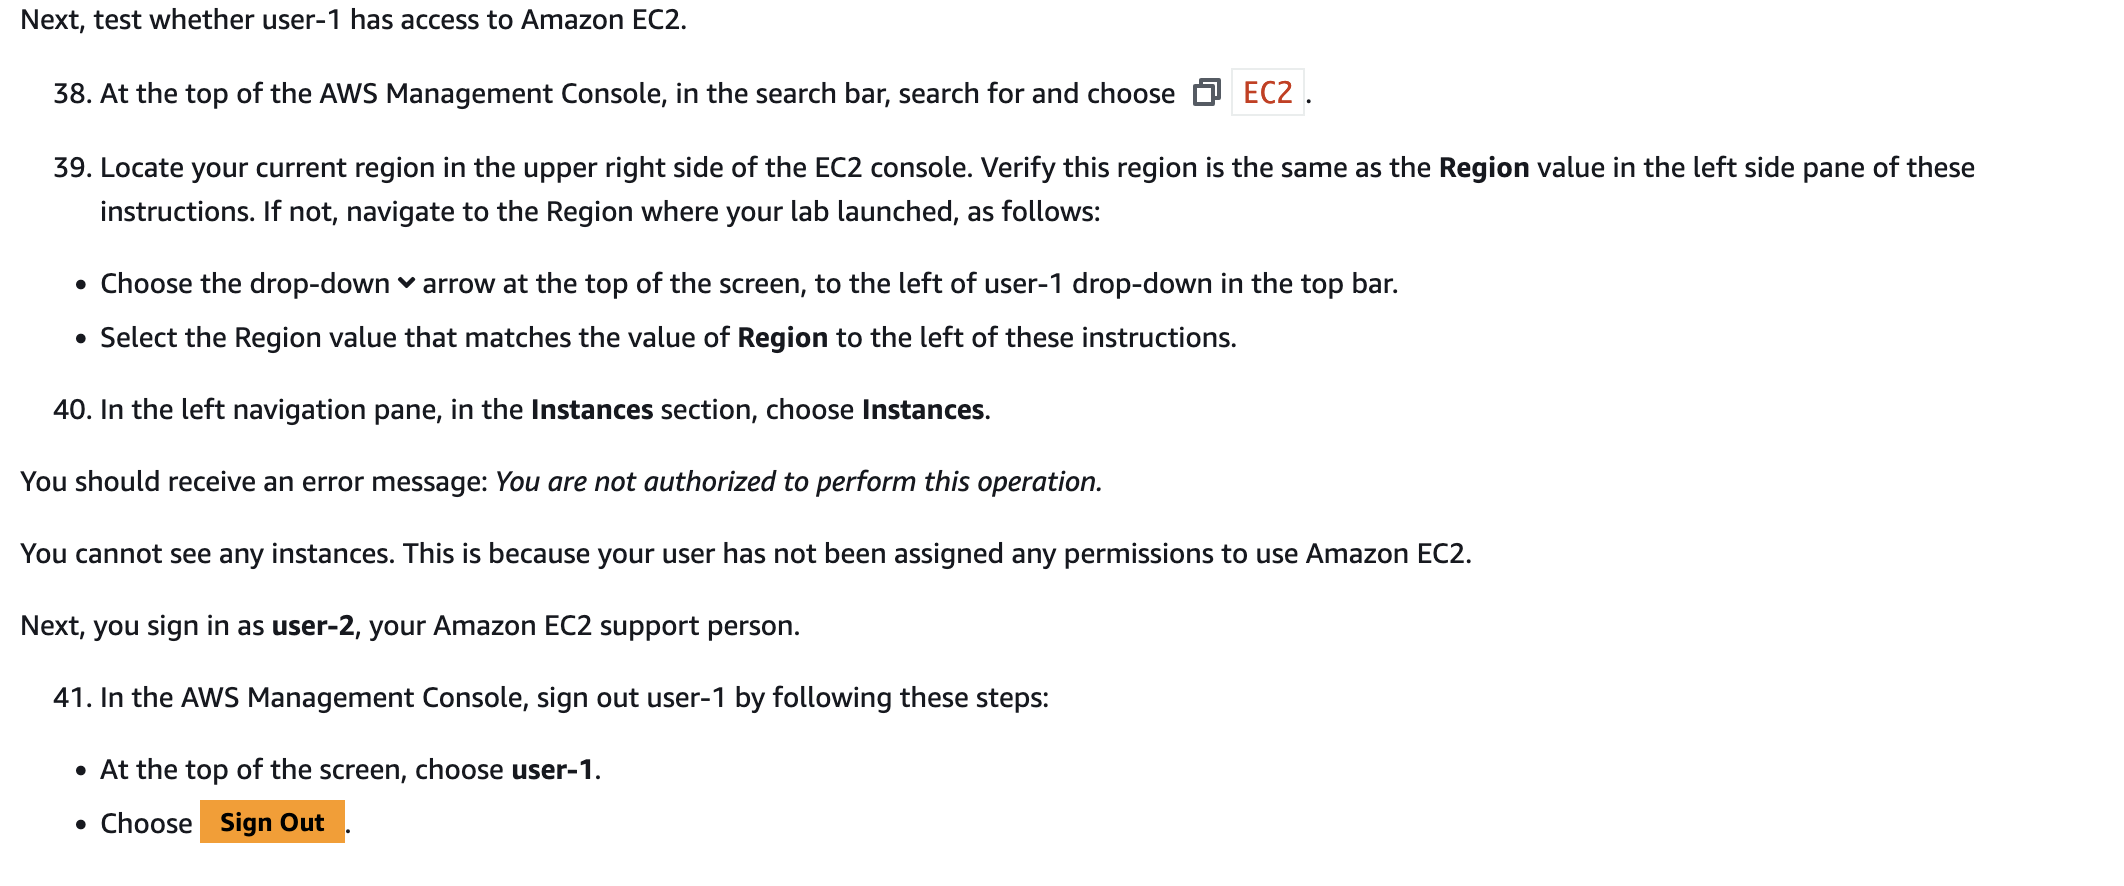 Next, test whether user-1 has access to Amazon EC2.
38. At the top of the AWS Management Console, in the search bar, search for and choose EC2 .
39. Locate your current region in the upper right side of the EC2 console. Verify this region is the same as the Region value in the left side pane of these
instructions. If not, navigate to the Region where your lab launched, as follows:
• Choose the drop-down arrow at the top of the screen, to the left of user-1 drop-down in the top bar.
• Select the Region value that matches the value of Region to the left of these instructions.
40. In the left navigation pane, in the Instances section, choose Instances.
You should receive an error message: You are not authorized to perform this operation.
You cannot see any instances. This is because your user has not been assigned any permissions to use Amazon EC2.
Next, you sign in as user-2, your Amazon EC2 support person.
41. In the AWS Management Console, sign out user-1 by following these steps:
• At the top of the screen, choose user-1.
• Choose Sign Out .